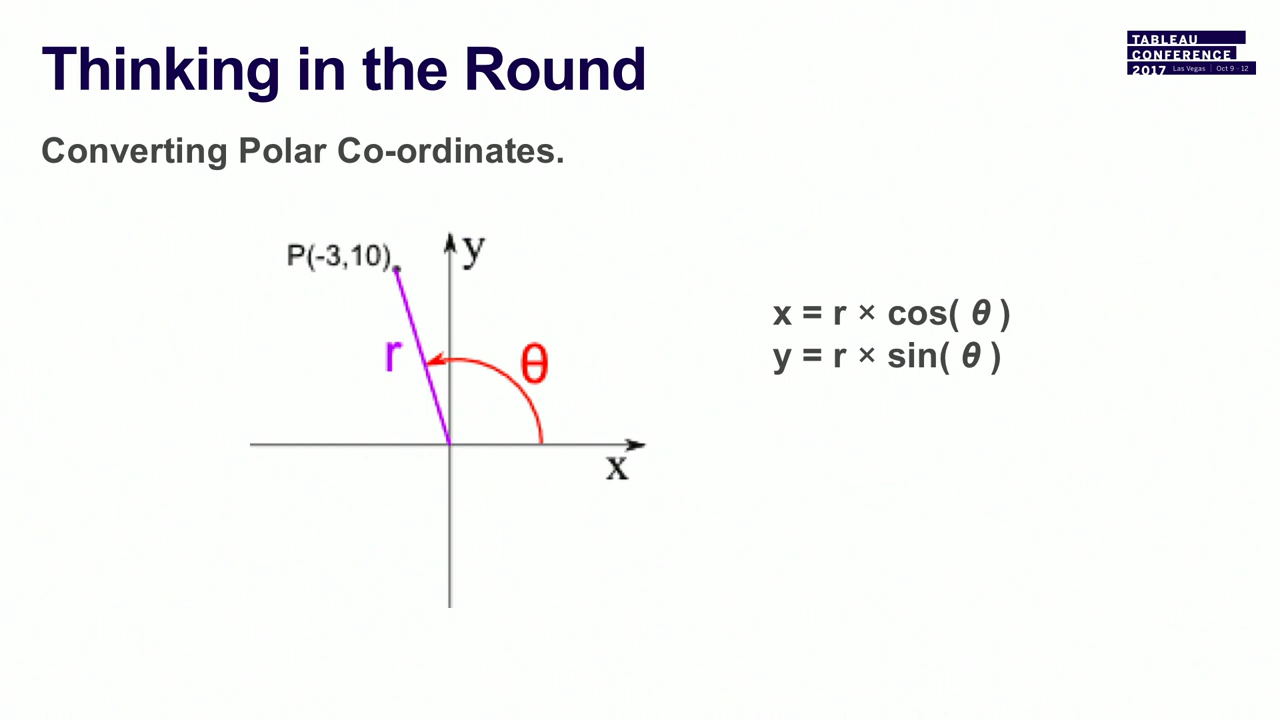 Thinking in the Round
TABLEAU
CONFERENCE
2017 Las Vegas | Oct 9 - 12
Converting Polar Co-ordinates.
P(-3,10)
y
r
θ
x
x = r × cos( θ )
y = r × sin( θ )